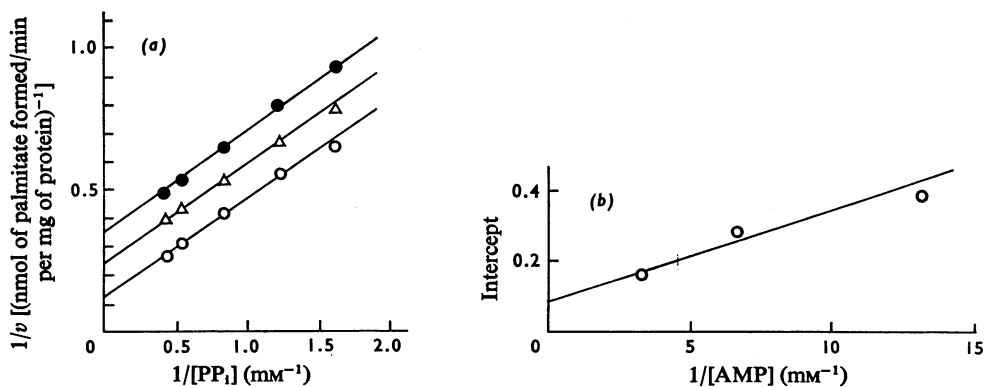 1/v [(nmol of palmitate formed/min
per mg of protein)⁻¹]
(a)
1.0
0.5
0
0.5
1.0
1.5
2.0
1/[PPᵢ] (mM⁻¹)
Intercept
(b)
0.4
0.2
0
5
10
15
1/[AMP] (mM⁻¹)